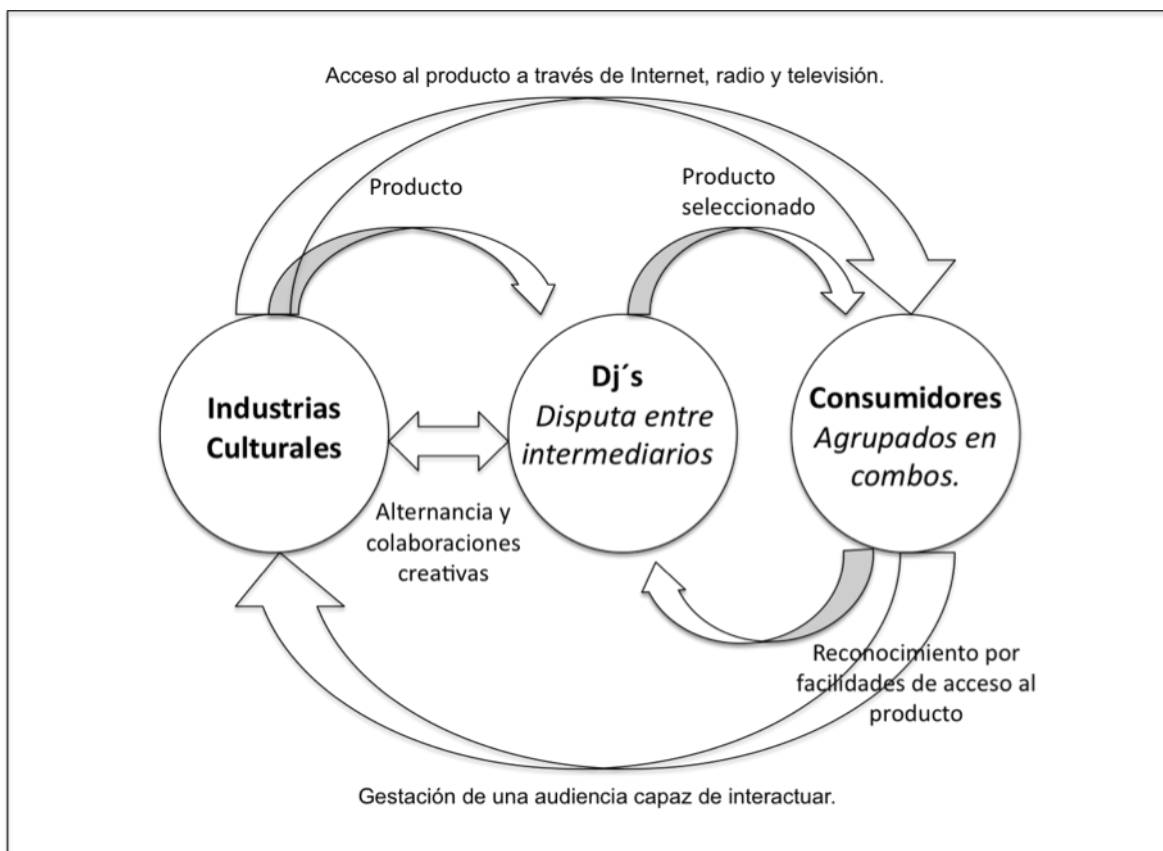 Acceso al producto a través de Internet, radio y televisión.
Producto
Producto
seleccionado
Industrias
Culturales
Dj´s
Disputa entre
intermediarios
Consumidores
Agrupados en
combos.
Alternancia y
colaboraciones
creativas
Reconocimiento por
facilidades de acceso al
producto
Gestación de una audiencia capaz de interactuar.